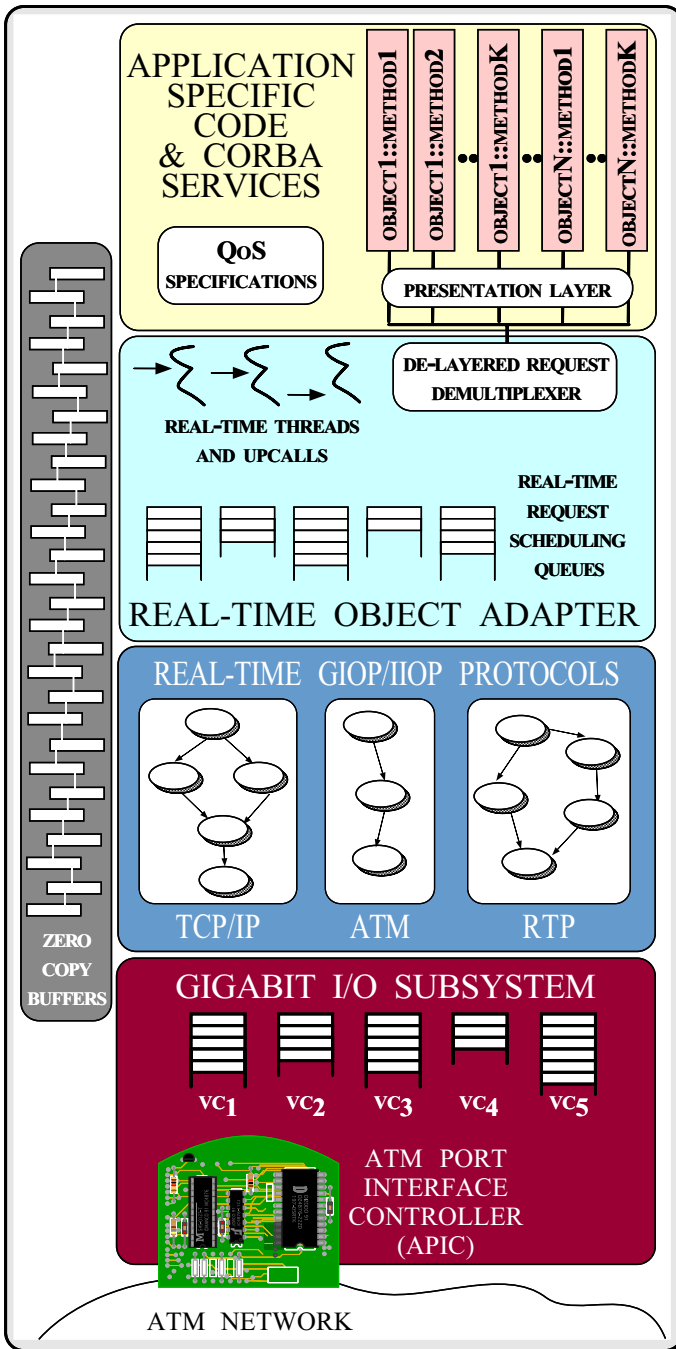 APPLICATION
SPECIFIC
CODE
& CORBA
SERVICES
QoS
SPECIFICATIONS
OBJECT1::METHOD1
OBJECT1::METHOD2
OBJECT1::METHODK
OBJECTN::METHOD1
OBJECTN::METHODK
PRESENTATION LAYER
DE-LAYERED REQUEST
DEMULTIPLEXER
REAL-TIME THREADS
AND UPCALLS
REAL-TIME
REQUEST
SCHEDULING
QUEUES
REAL-TIME OBJECT ADAPTER
REAL-TIME GIOP/IIOP PROTOCOLS
TCP/IP ATM RTP
ZERO
COPY
BUFFERS
GIGABIT I/O SUBSYSTEM
VC1 VC2 VC3 VC4 VC5
ATM PORT
INTERFACE
CONTROLLER
(APIC)
ATM NETWORK